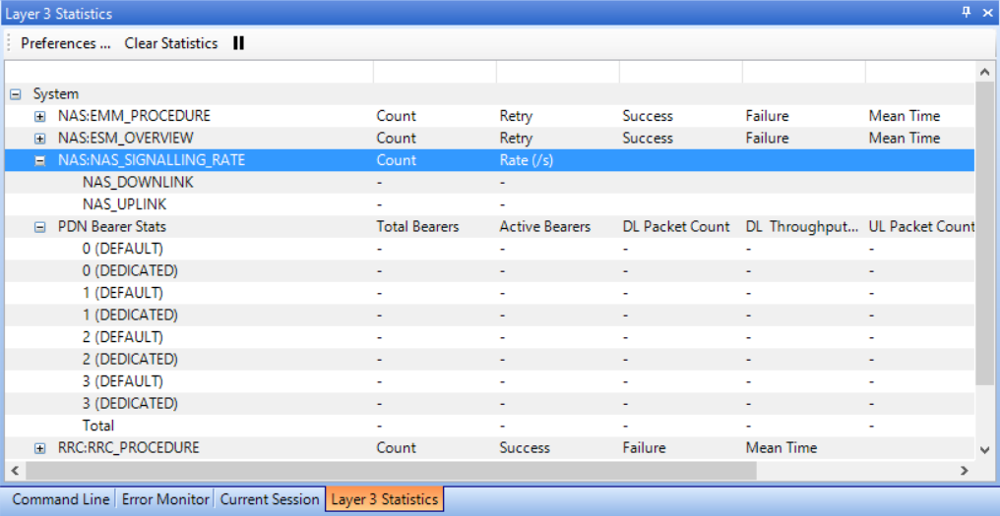 Layer 3 Statistics
Preferences ... Clear Statistics
System
NAS:EMM_PROCEDURE Count Retry Success Failure Mean Time
NAS:ESM_OVERVIEW Count Retry Success Failure Mean Time
NAS:NAS_SIGNALLING_RATE Count Rate (/s)
NAS_DOWNLINK - -
NAS_UPLINK - -
PDN Bearer Stats Total Bearers Active Bearers DL Packet Count DL Throughput... UL Packet Count
0 (DEFAULT) - - - - -
0 (DEDICATED) - - - - -
1 (DEFAULT) - - - - -
1 (DEDICATED) - - - - -
2 (DEFAULT) - - - - -
2 (DEDICATED) - - - - -
3 (DEFAULT) - - - - -
3 (DEDICATED) - - - - -
Total - - - - -
RRC:RRC_PROCEDURE Count Success Failure Mean Time
Command Line Error Monitor Current Session Layer 3 Statistics